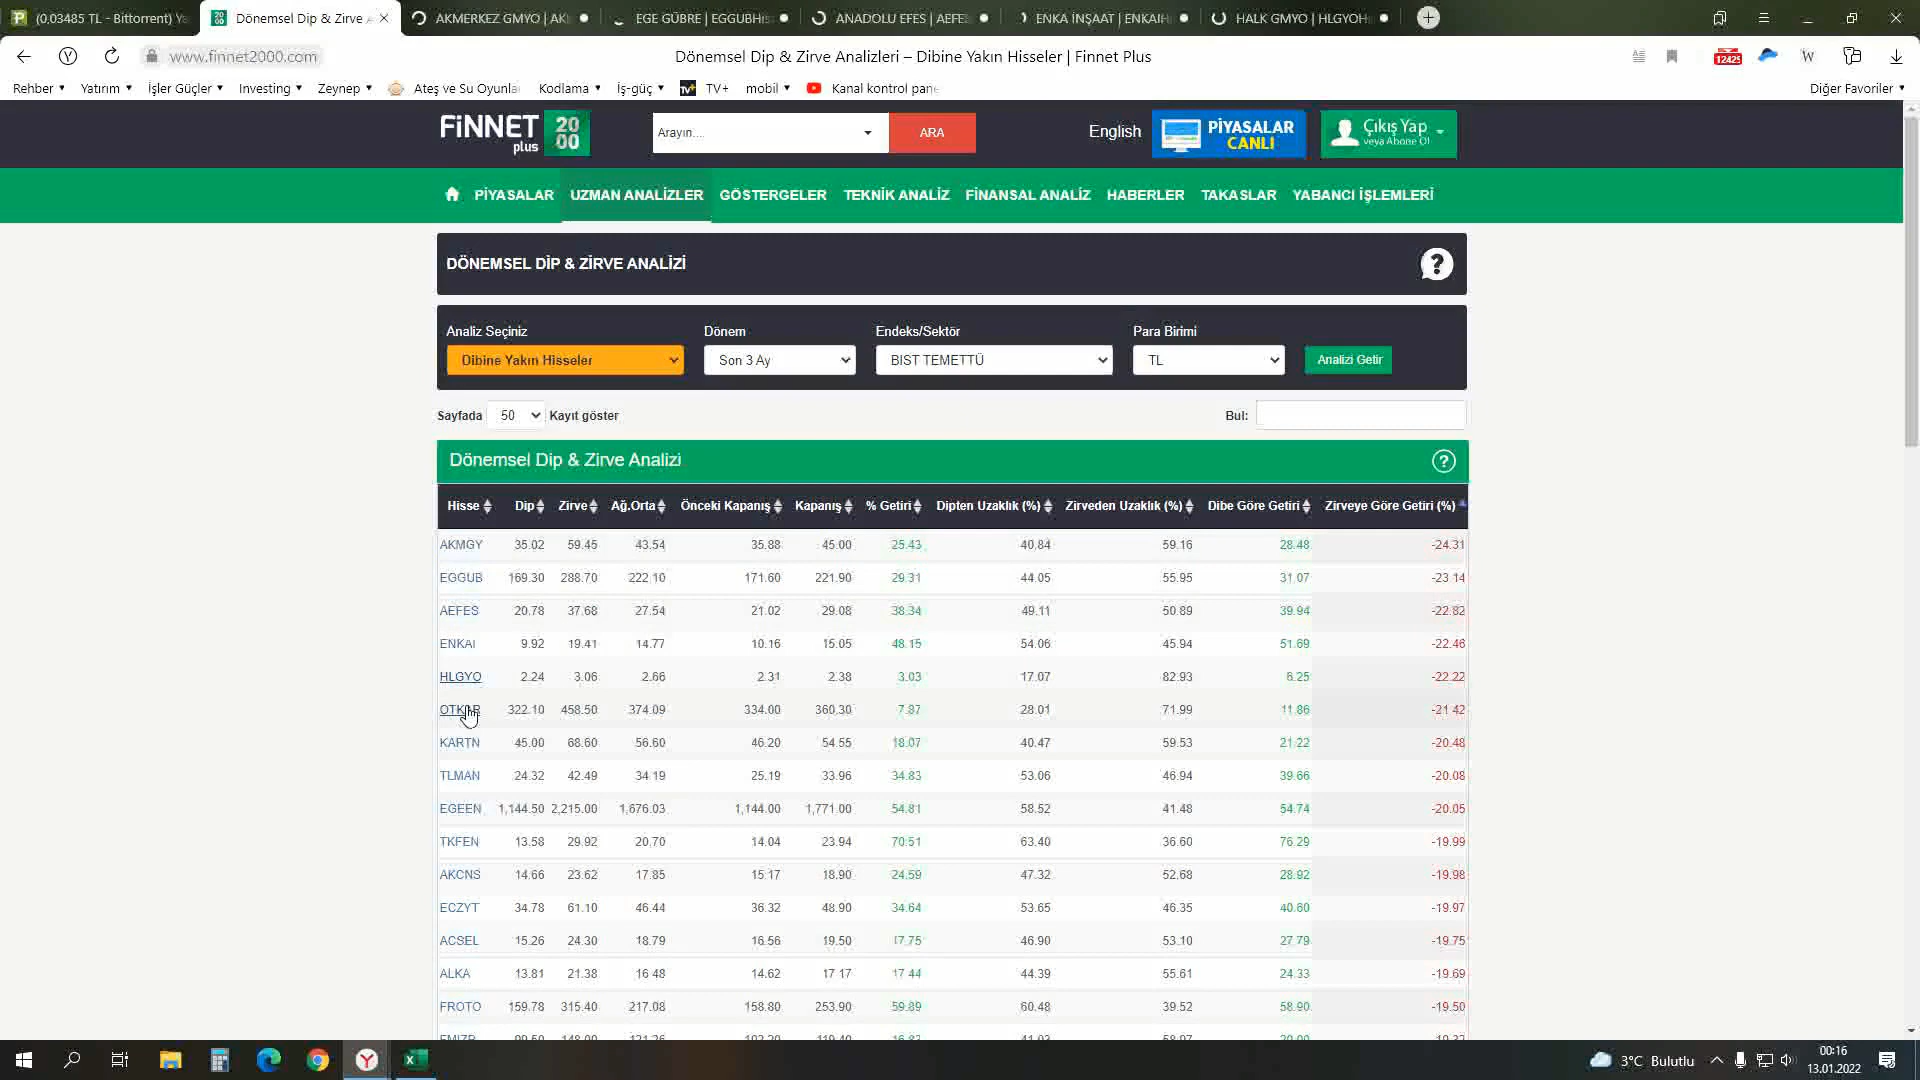 (0,03485 TL - Bittorrent) Ya
Dönemsel Dip & Zirve A
AKMERKEZ GMYO | AK
EGE GÜBRE | EGGUBHis
ANADOLU EFES | AEFE
ENKA İNŞAAT | ENKAIH
HALK GMYO | HLGYOH
www.finnet2000.com
Dönemsel Dip & Zirve Analizleri – Dibine Yakın Hisseler | Finnet Plus
12425
Rehber Yatırım İşler Güçler Investing Zeynep Ateş ve Su Oyunla Kodlama İş-güç TV+ mobil Kanal kontrol pane Diğer Favoriler
FiNNET plus 2000
Arayın.... ARA
English
PİYASALAR CANLI
Çıkış Yap
veya Abone Ol
PİYASALAR UZMAN ANALİZLER GÖSTERGELER TEKNİK ANALİZ FİNANSAL ANALİZ HABERLER TAKASLAR YABANCI İŞLEMLERİ
DÖNEMSEL DİP & ZİRVE ANALİZİ
Analiz Seçiniz Dönem Endeks/Sektör Para Birimi
Dibine Yakın Hisseler Son 3 Ay BIST TEMETTÜ TL Analizi Getir
Sayfada 50 Kayıt göster Bul:
Dönemsel Dip & Zirve Analizi
Hisse Dip Zirve Ağ.Orta Önceki Kapanış Kapanış % Getiri Dipten Uzaklık (%) Zirveden Uzaklık (%) Dibe Göre Getiri Zirveye Göre Getiri (%)
AKMGY 35.02 59.45 43.54 35.88 45.00 25.43 40.84 59.16 28.48 -24.31
EGGUB 169.30 288.70 222.10 171.60 221.90 29.31 44.05 55.95 31.07 -23.14
AEFES 20.78 37.68 27.54 21.02 29.08 38.34 49.11 50.89 39.94 -22.82
ENKAI 9.92 19.41 14.77 10.16 15.05 48.15 54.06 45.94 51.69 -22.46
HLGYO 2.24 3.06 2.66 2.31 2.38 3.03 17.07 82.93 6.25 -22.22
OTKAR 322.10 458.50 374.09 334.00 360.30 7.87 28.01 71.99 11.86 -21.42
KARTN 45.00 68.60 56.60 46.20 54.55 18.07 40.47 59.53 21.22 -20.48
TLMAN 24.32 42.49 34.19 25.19 33.96 34.83 53.06 46.94 39.66 -20.08
EGEEN 1,144.50 2,215.00 1,676.03 1,144.00 1,771.00 54.81 58.52 41.48 54.74 -20.05
TKFEN 13.58 29.92 20.70 14.04 23.94 70.51 63.40 36.60 76.29 -19.99
AKCNS 14.66 23.62 17.85 15.17 18.90 24.59 47.32 52.68 28.92 -19.98
ECZYT 34.78 61.10 46.44 36.32 48.90 34.64 53.65 46.35 40.60 -19.97
ACSEL 15.26 24.30 18.79 16.56 19.50 17.75 46.90 53.10 27.79 -19.75
ALKA 13.81 21.38 16.48 14.62 17.17 17.44 44.39 55.61 24.33 -19.69
FROTO 159.78 315.40 217.08 158.80 253.90 59.89 60.48 39.52 58.90 -19.50
3°C Bulutlu
00:16
13.01.2022